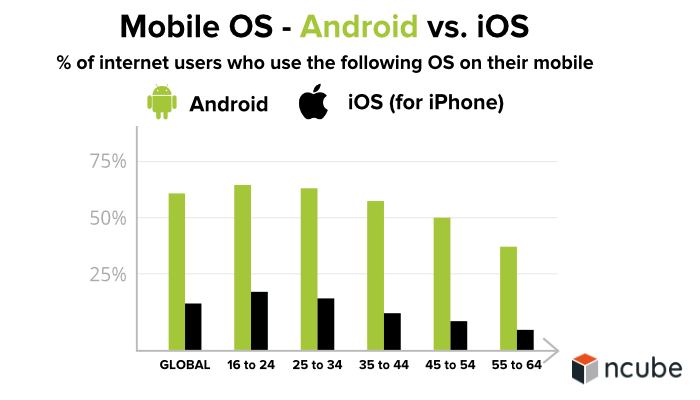 Mobile OS - Android vs. iOS
% of internet users who use the following OS on their mobile
Android iOS (for iPhone)
75%
50%
25%
GLOBAL 16 to 24 25 to 34 35 to 44 45 to 54 55 to 64
ncube